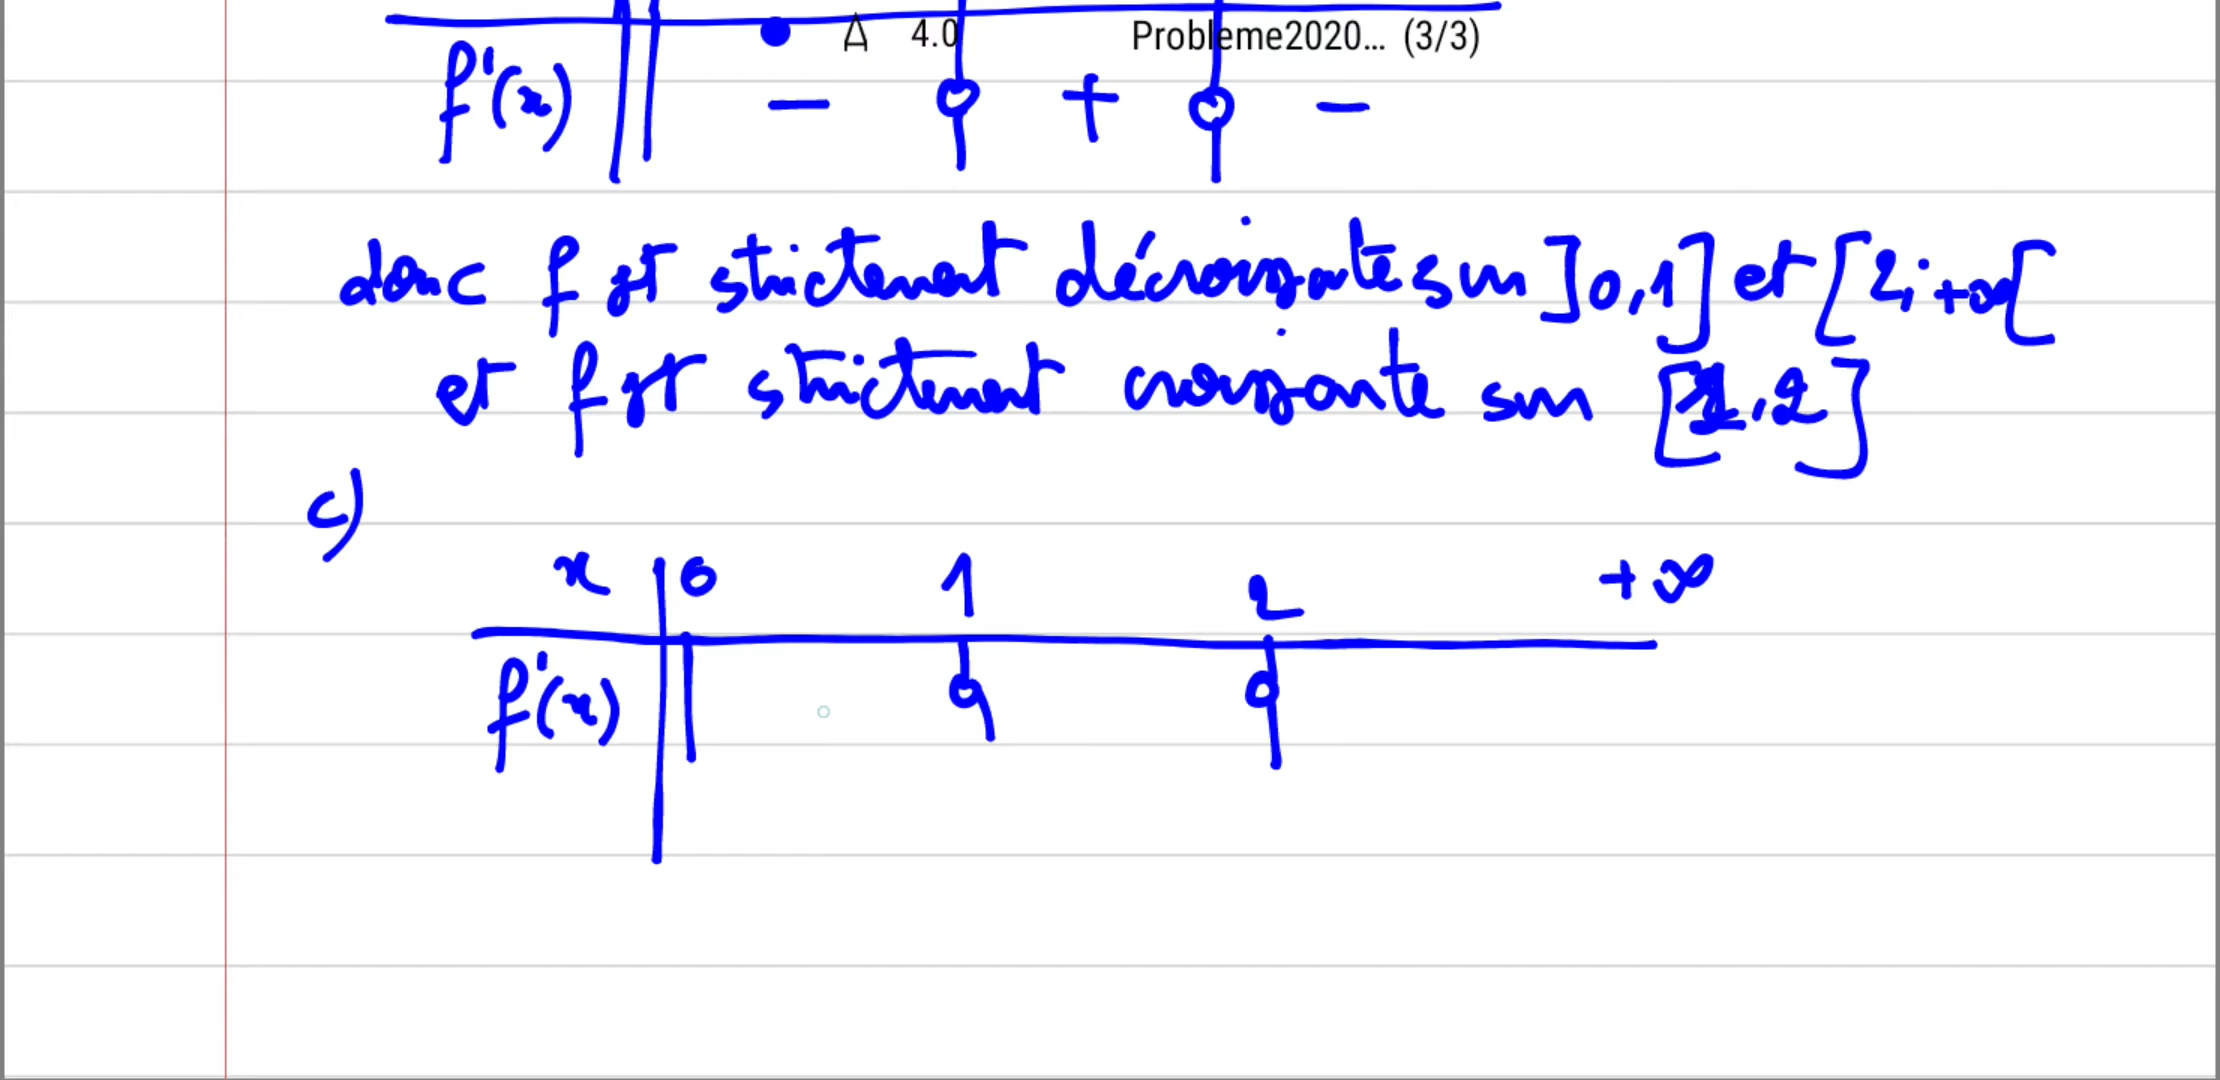 Δ 4.0 Probleme2020... (3/3)
f'(x) - 0 + 0 -
donc f est strictement décroissante sur ]0,1] et [2;+∞[
et f est strictement croissante sur [1,2]
c)
x 0 1 2 +∞
f'(x) 0 0